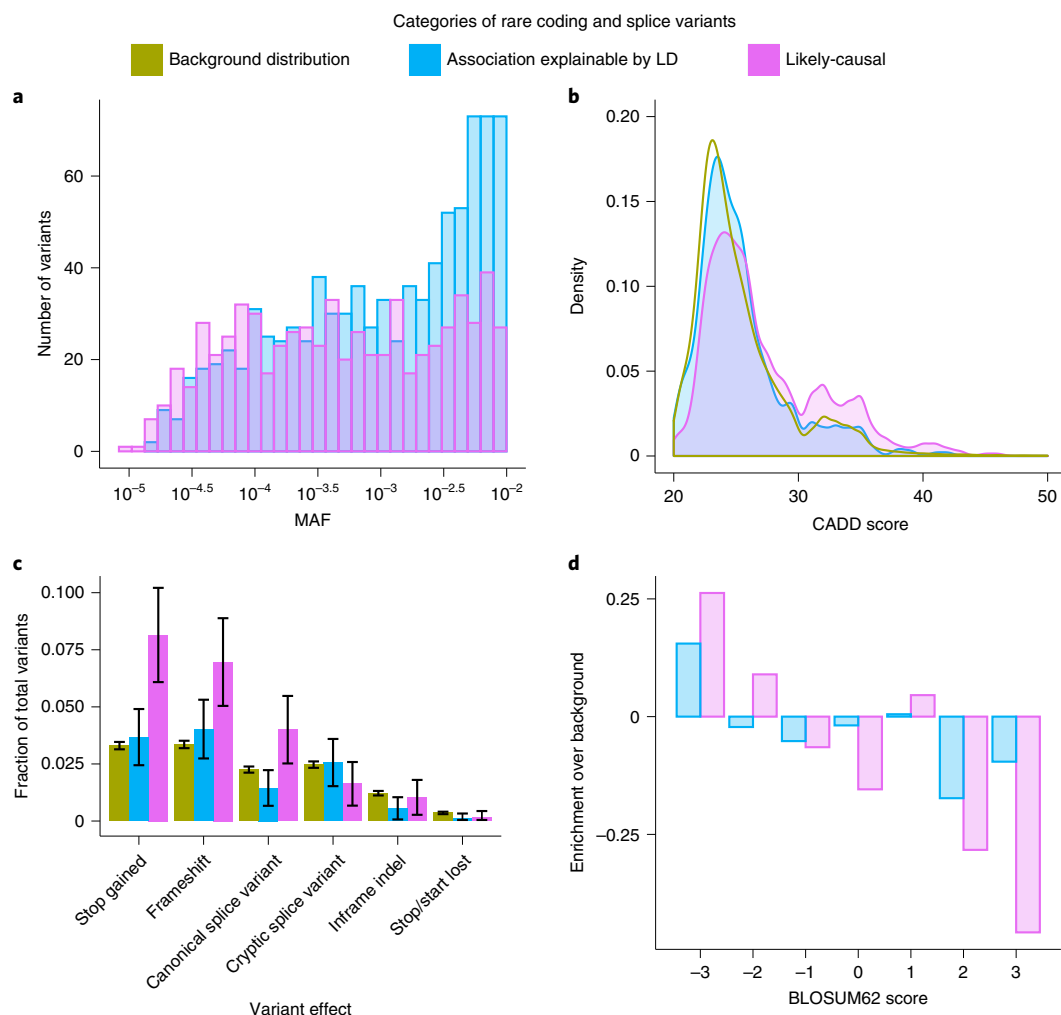 Categories of rare coding and splice variants
Background distribution
Association explainable by LD
Likely-causal
a
60
40
20
0
Number of variants
10^–5
10^–4.5
10^–4
10^–3.5
10^–3
10^–2.5
10^–2
MAF
b
0.20
0.15
0.10
0.05
0
Density
20
30
40
50
CADD score
c
0.100
0.075
0.050
0.025
0
Fraction of total variants
Stop gained
Frameshift
Canonical splice variant
Cryptic splice variant
Inframe indel
Stop/start lost
Variant effect
d
0.25
0
–0.25
Enrichment over background
–3
–2
–1
0
1
2
3
BLOSUM62 score